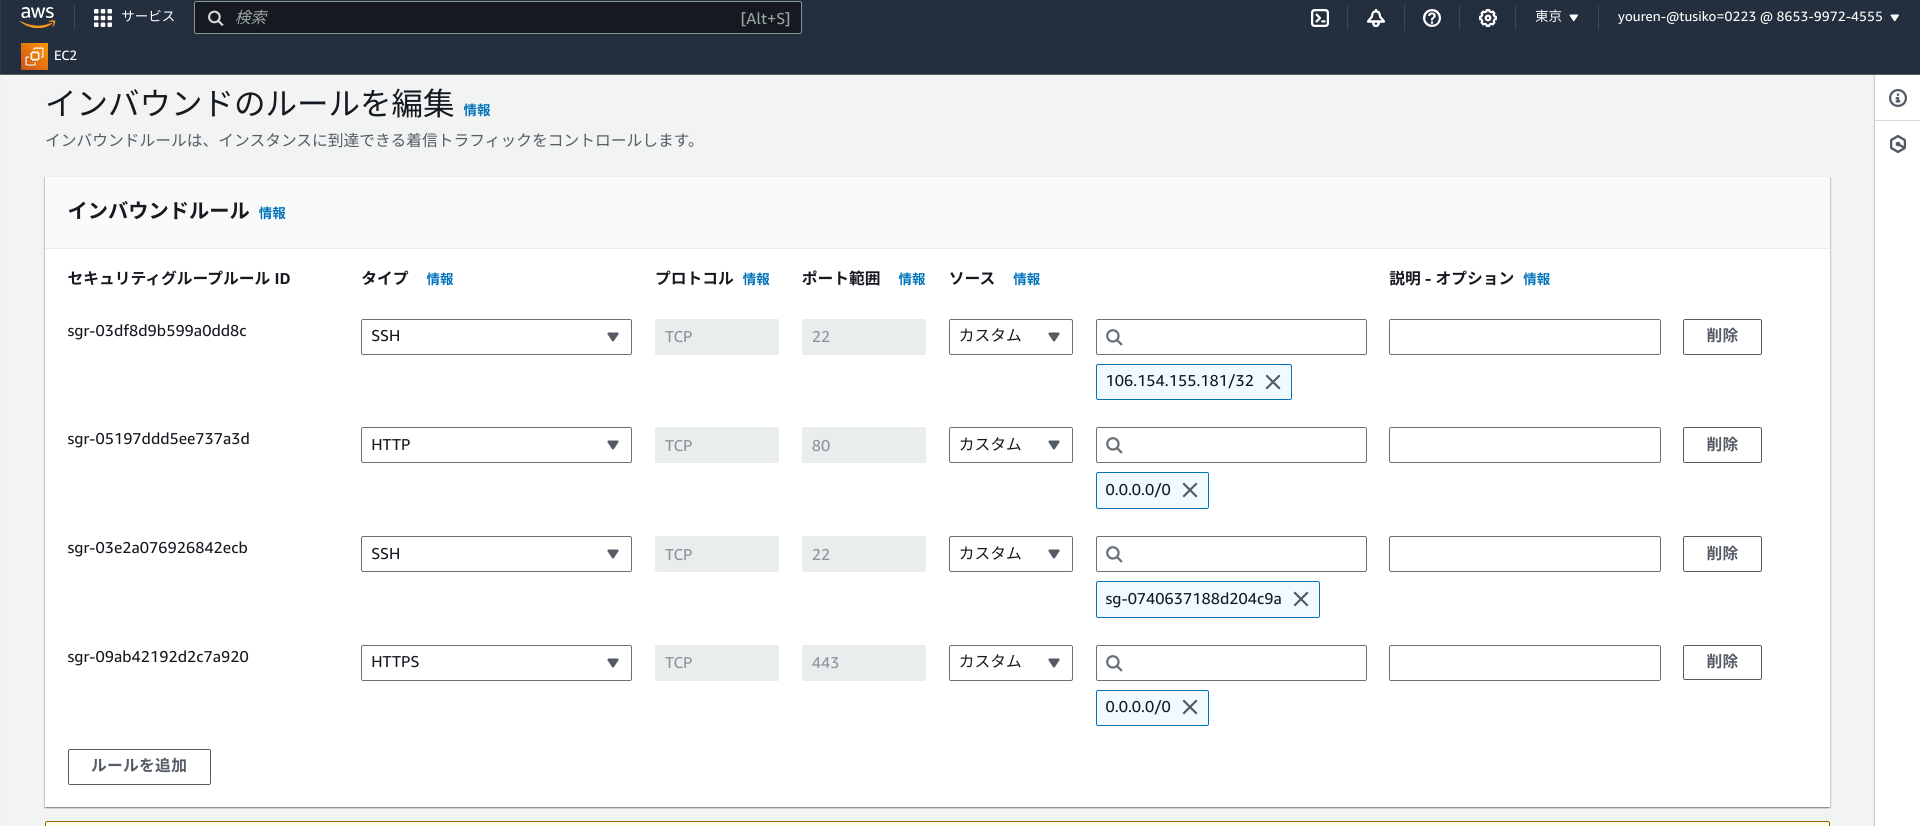 aws サービス 検索 [Alt+S] 東京 youren-@tusiko=0223 @ 8653-9972-4555
EC2
インバウンドのルールを編集 情報
インバウンドルールは、インスタンスに到達できる着信トラフィックをコントロールします。
インバウンドルール 情報
セキュリティグループルール ID タイプ 情報 プロトコル 情報 ポート範囲 情報 ソース 情報 説明 - オプション 情報
sgr-03df8d9b599a0dd8c SSH TCP 22 カスタム 削除
106.154.155.181/32
sgr-05197ddd5ee737a3d HTTP TCP 80 カスタム 削除
0.0.0.0/0
sgr-03e2a076926842ecb SSH TCP 22 カスタム 削除
sg-0740637188d204c9a
sgr-09ab42192d2c7a920 HTTPS TCP 443 カスタム 削除
0.0.0.0/0
ルールを追加